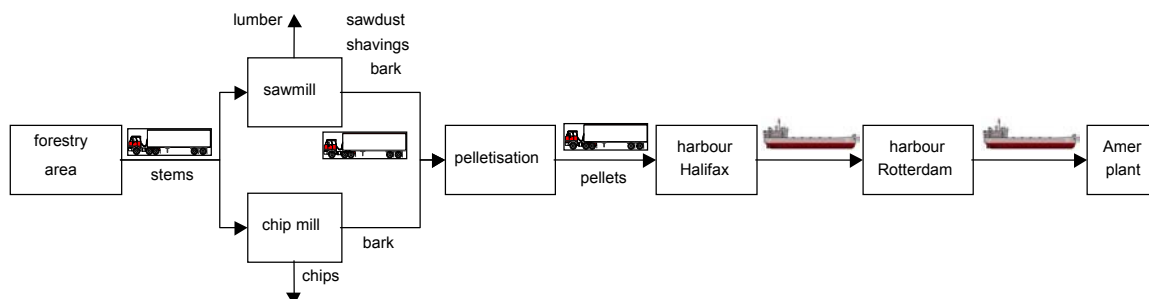 lumber
sawdust
shavings
bark
sawmill
forestry
area
stems
chip mill
bark
chips
pelletisation
pellets
harbour
Halifax
harbour
Rotterdam
Amer
plant